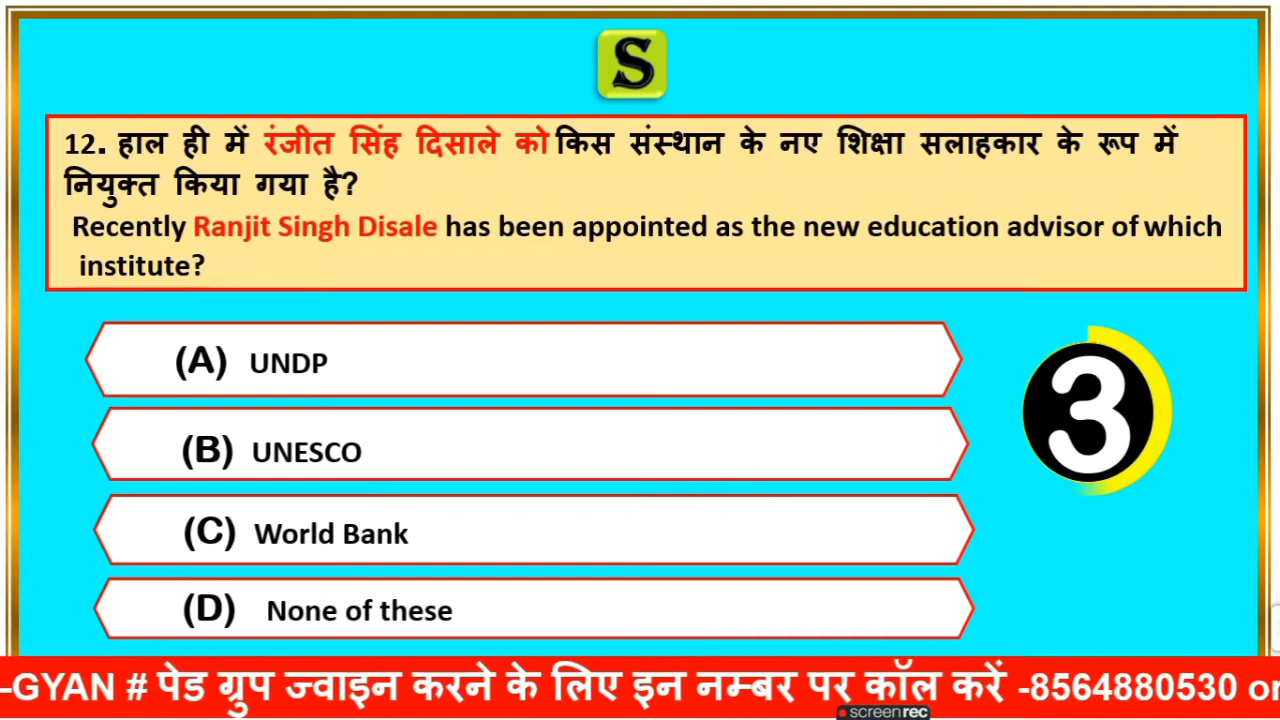 S
12. हाल ही में रंजीत सिंह दिसाले को किस संस्थान के नए शिक्षा सलाहकार के रूप में
नियुक्त किया गया है?
Recently Ranjit Singh Disale has been appointed as the new education advisor of which
institute?
(A) UNDP
3
(B) UNESCO
(C) World Bank
(D) None of these
-GYAN # पेड ग्रुप ज्वाइन करने के लिए इन नम्बर पर कॉल करें -8564880530 or
screenrec